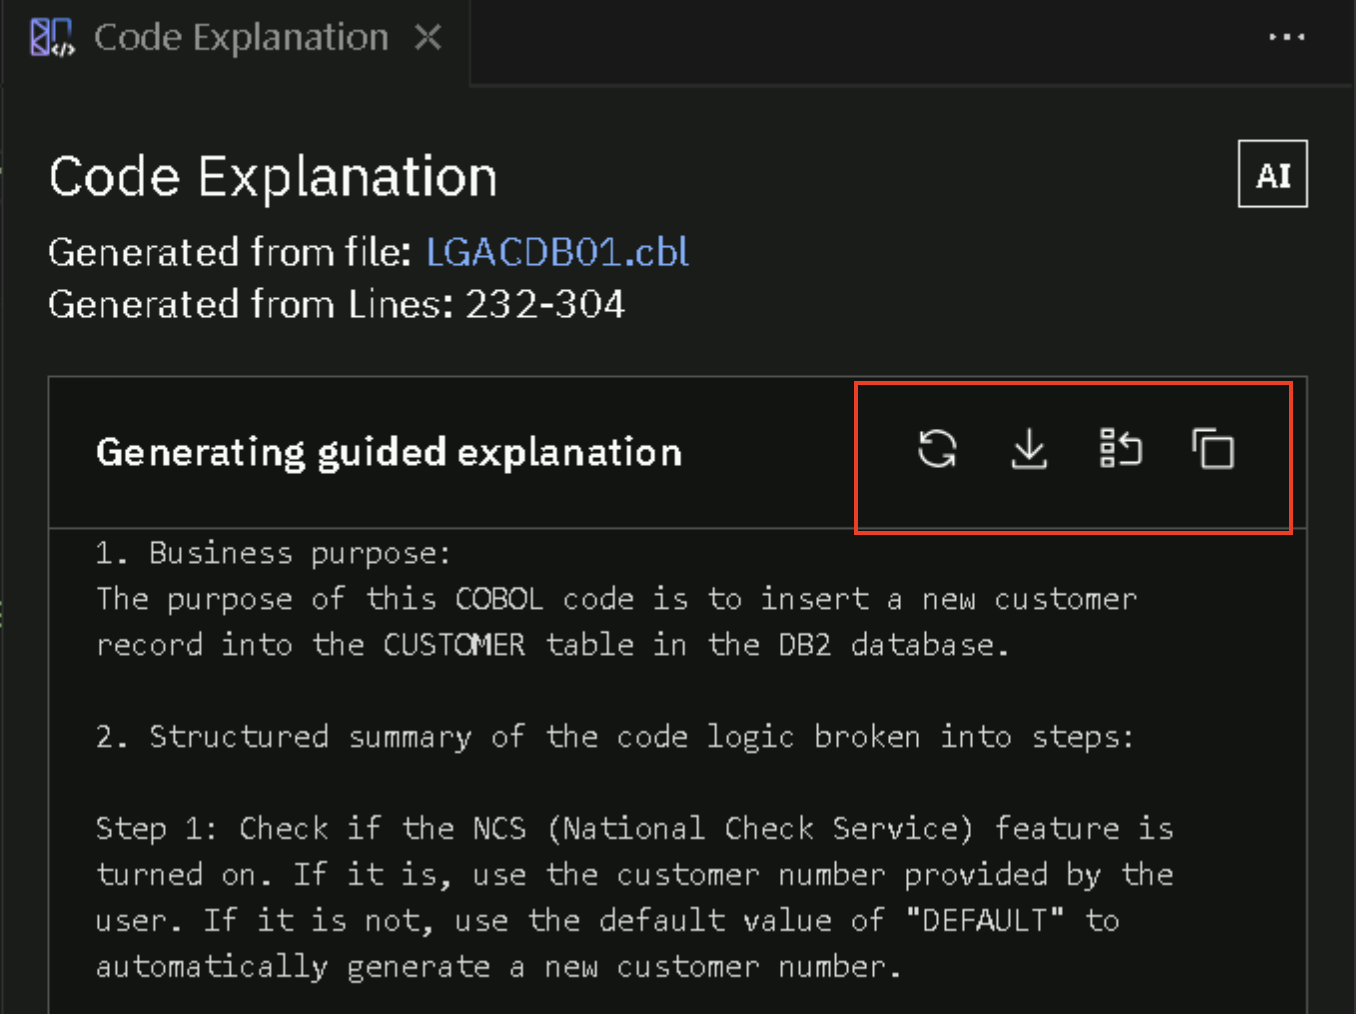 Code Explanation
Code Explanation
AI
Generated from file: LGACDB01.cbl
Generated from Lines: 232-304
Generating guided explanation
1. Business purpose:
The purpose of this COBOL code is to insert a new customer
record into the CUSTOMER table in the DB2 database.
2. Structured summary of the code logic broken into steps:
Step 1: Check if the NCS (National Check Service) feature is
turned on. If it is, use the customer number provided by the
user. If it is not, use the default value of "DEFAULT" to
automatically generate a new customer number.